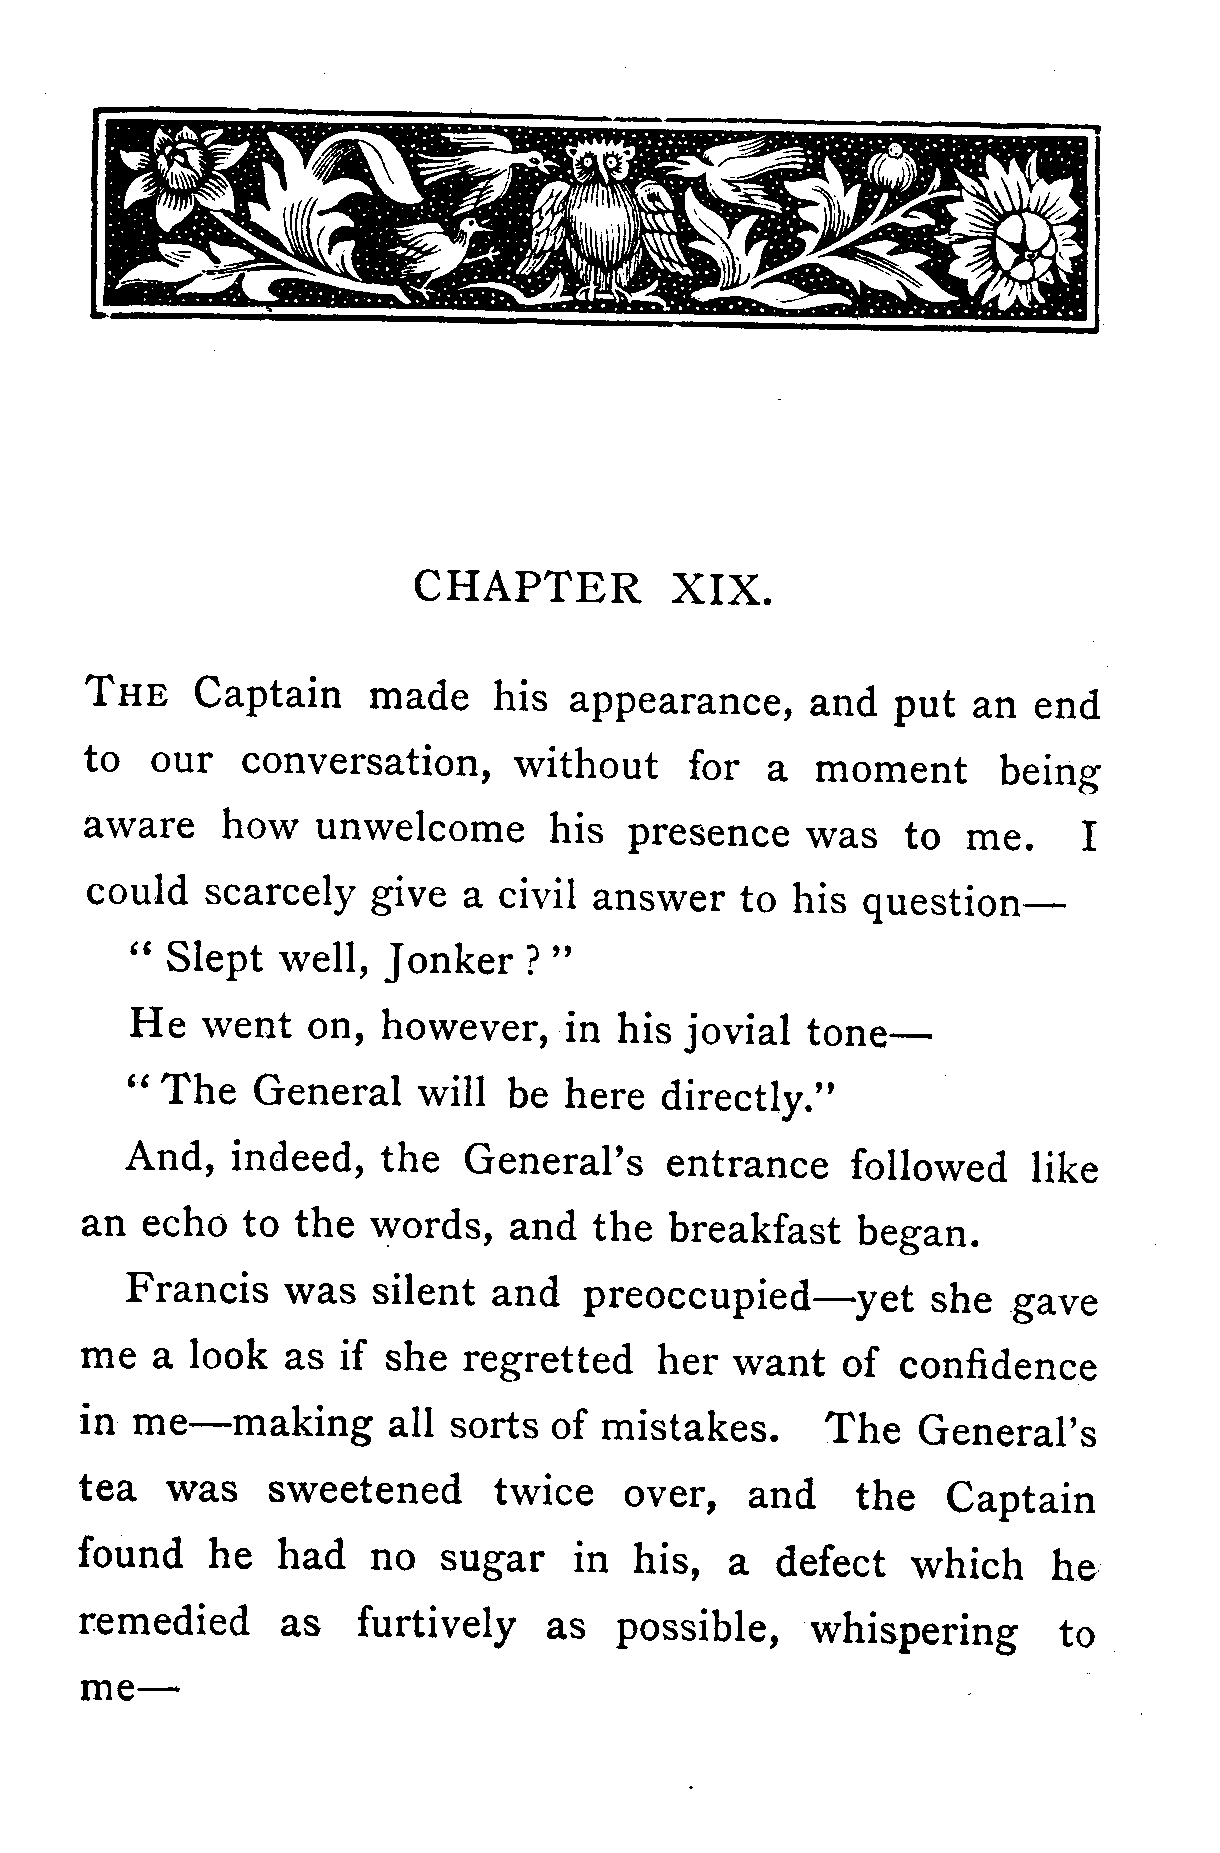 CHAPTER XIX.
THE Captain made his appearance, and put an end
to our conversation, without for a moment being
aware how unwelcome his presence was to me. I
could scarcely give a civil answer to his question—
“ Slept well, Jonker ? ”
He went on, however, in his jovial tone—
“ The General will be here directly.”
And, indeed, the General’s entrance followed like
an echo to the words, and the breakfast began.
Francis was silent and preoccupied—yet she gave
me a look as if she regretted her want of confidence
in me—making all sorts of mistakes. The General’s
tea was sweetened twice over, and the Captain
found he had no sugar in his, a defect which he
remedied as furtively as possible, whispering to
me—